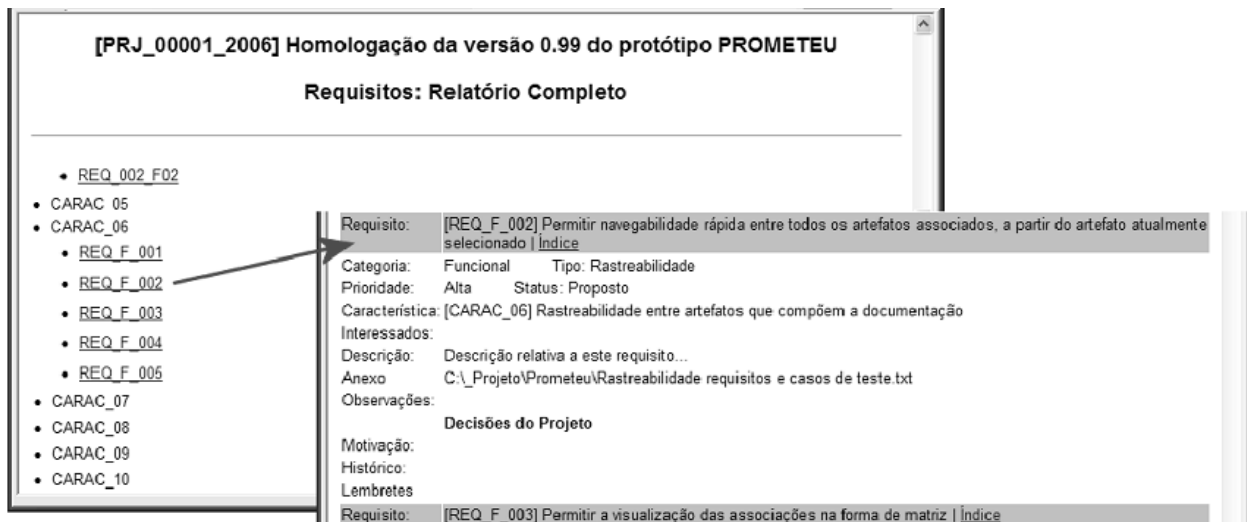 [PRJ_00001_2006] Homologação da versão 0.99 do protótipo PROMETEU
Requisitos: Relatório Completo
• REQ_002_F02
• CARAC_05
• CARAC_06
• REQ_F_001
• REQ_F_002
• REQ_F_003
• REQ_F_004
• REQ_F_005
• CARAC_07
• CARAC_08
• CARAC_09
• CARAC_10
Requisito: [REQ_F_002] Permitir navegabilidade rápida entre todos os artefatos associados, a partir do artefato atualmente
selecionado | Índice
Categoria: Funcional Tipo: Rastreabilidade
Prioridade: Alta Status: Proposto
Característica: [CARAC_06] Rastreabilidade entre artefatos que compõem a documentação
Interessados:
Descrição: Descrição relativa a este requisito...
Anexo C:\_Projeto\Prometeu\Rastreabilidade requisitos e casos de teste.txt
Observações:
Decisões do Projeto
Motivação:
Histórico:
Lembretes
Requisito: [REQ_F_003] Permitir a visualização das associações na forma de matriz | Índice